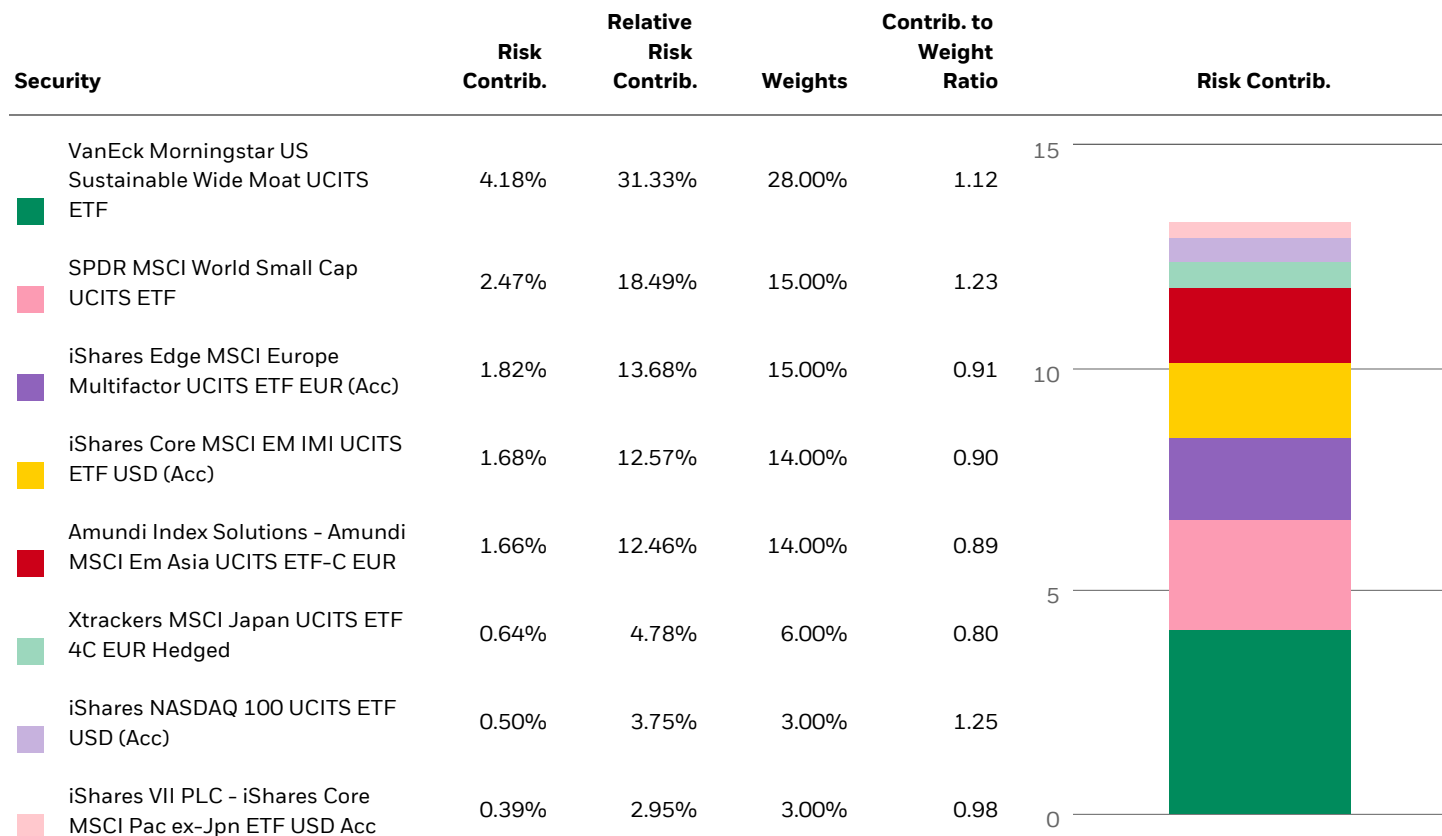 Security
Risk
Contrib.
Relative
Risk
Contrib.
Weights
Contrib. to
Weight
Ratio
Risk Contrib.
VanEck Morningstar US
Sustainable Wide Moat UCITS
ETF
4.18% 31.33% 28.00% 1.12
SPDR MSCI World Small Cap
UCITS ETF
2.47% 18.49% 15.00% 1.23
iShares Edge MSCI Europe
Multifactor UCITS ETF EUR (Acc)
1.82% 13.68% 15.00% 0.91
iShares Core MSCI EM IMI UCITS
ETF USD (Acc)
1.68% 12.57% 14.00% 0.90
Amundi Index Solutions - Amundi
MSCI Em Asia UCITS ETF-C EUR
1.66% 12.46% 14.00% 0.89
Xtrackers MSCI Japan UCITS ETF
4C EUR Hedged
0.64% 4.78% 6.00% 0.80
iShares NASDAQ 100 UCITS ETF
USD (Acc)
0.50% 3.75% 3.00% 1.25
iShares VII PLC - iShares Core
MSCI Pac ex-Jpn ETF USD Acc
0.39% 2.95% 3.00% 0.98
15
10
5
0